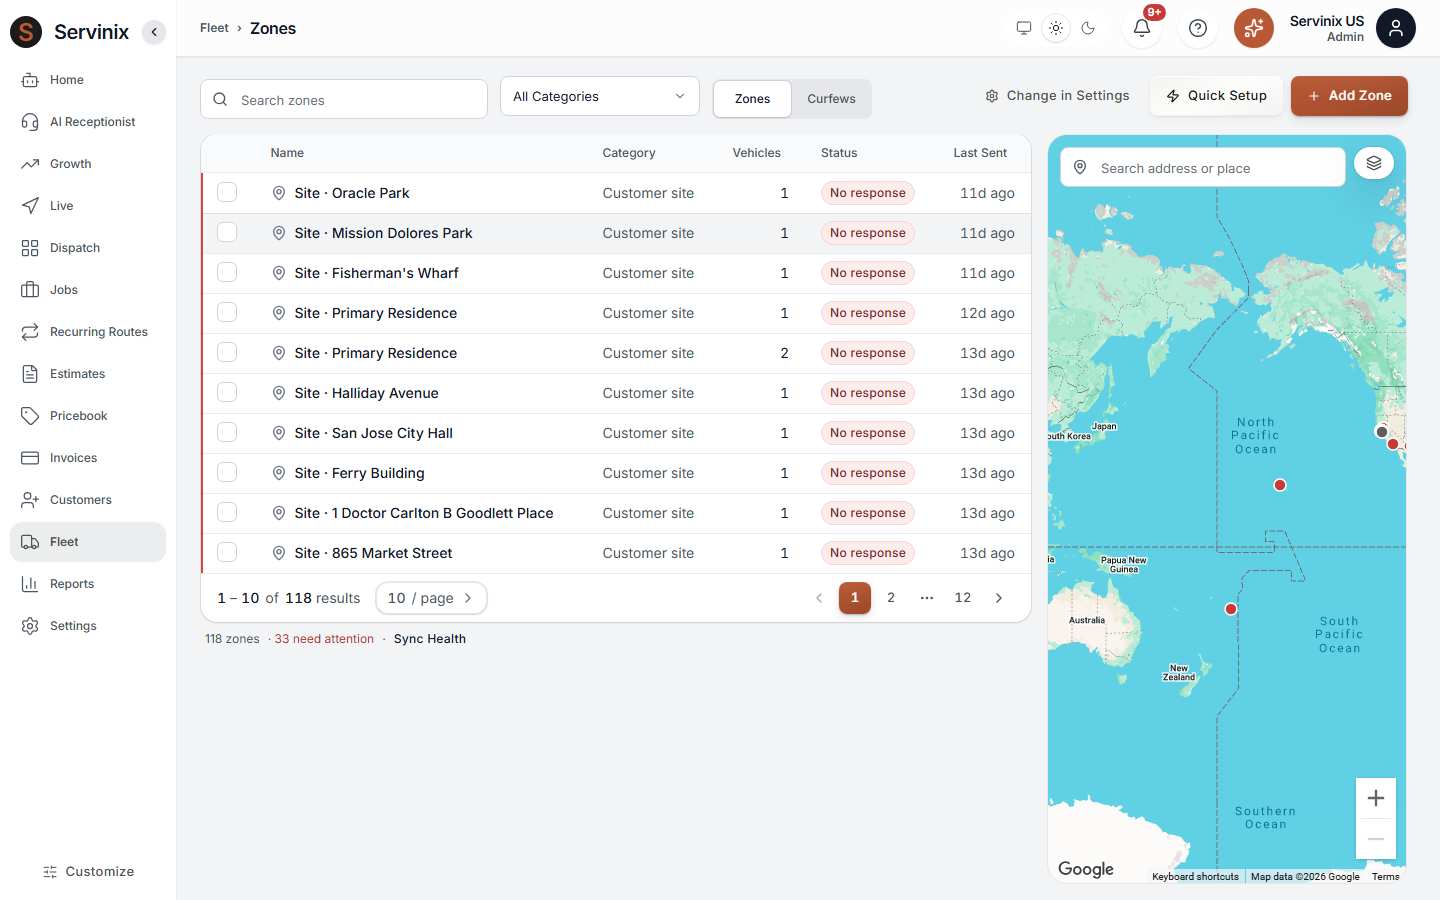 Servinix
Home
AI Receptionist
Growth
Live
Dispatch
Jobs
Recurring Routes
Estimates
Pricebook
Invoices
Customers
Fleet
Reports
Settings
Customize
Fleet › Zones
9+
Servinix US
Admin
Search zones
All Categories
Zones
Curfews
Change in Settings
Quick Setup
+ Add Zone
Name Category Vehicles Status Last Sent
Site · Oracle Park Customer site 1 No response 11d ago
Site · Mission Dolores Park Customer site 1 No response 11d ago
Site · Fisherman's Wharf Customer site 1 No response 11d ago
Site · Primary Residence Customer site 1 No response 12d ago
Site · Primary Residence Customer site 2 No response 13d ago
Site · Halliday Avenue Customer site 1 No response 13d ago
Site · San Jose City Hall Customer site 1 No response 13d ago
Site · Ferry Building Customer site 1 No response 13d ago
Site · 1 Doctor Carlton B Goodlett Place Customer site 1 No response 13d ago
Site · 865 Market Street Customer site 1 No response 13d ago
1 – 10 of 118 results 10 / page 1 2 ••• 12
118 zones · 33 need attention · Sync Health
Search address or place
North
Pacific
Ocean
Japan
outh Korea
ia
Papua New
Guinea
Australia
South
Pacific
Ocean
New
Zealand
Southern
Ocean
Google
Keyboard shortcuts Map data ©2026 Google Terms